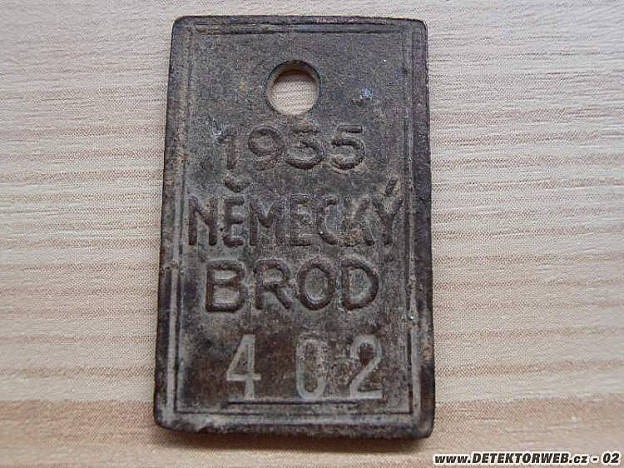 1935
NĚMECKÝ
BROD
402
www.DETEKTORWEB.cz - 02